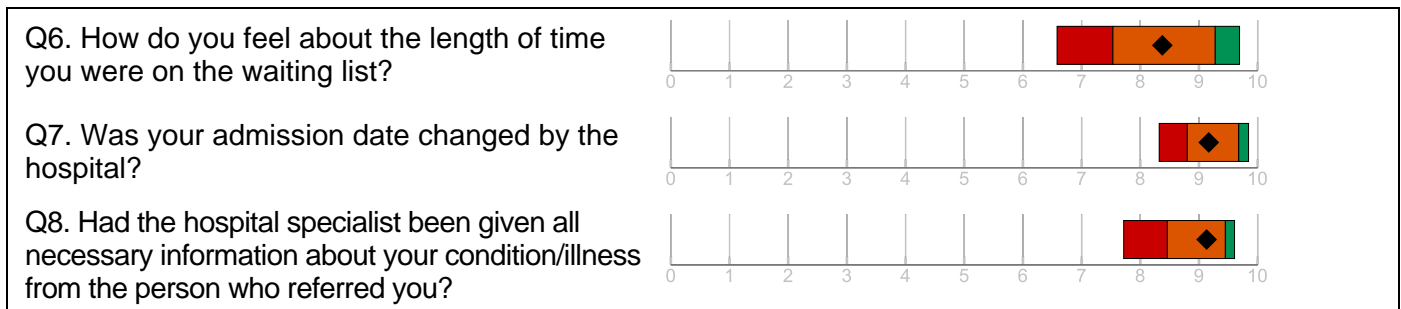 Q6. How do you feel about the length of time
you were on the waiting list?
0 1 2 3 4 5 6 7 8 9 10
Q7. Was your admission date changed by the
hospital?
0 1 2 3 4 5 6 7 8 9 10
Q8. Had the hospital specialist been given all
necessary information about your condition/illness
from the person who referred you?
0 1 2 3 4 5 6 7 8 9 10